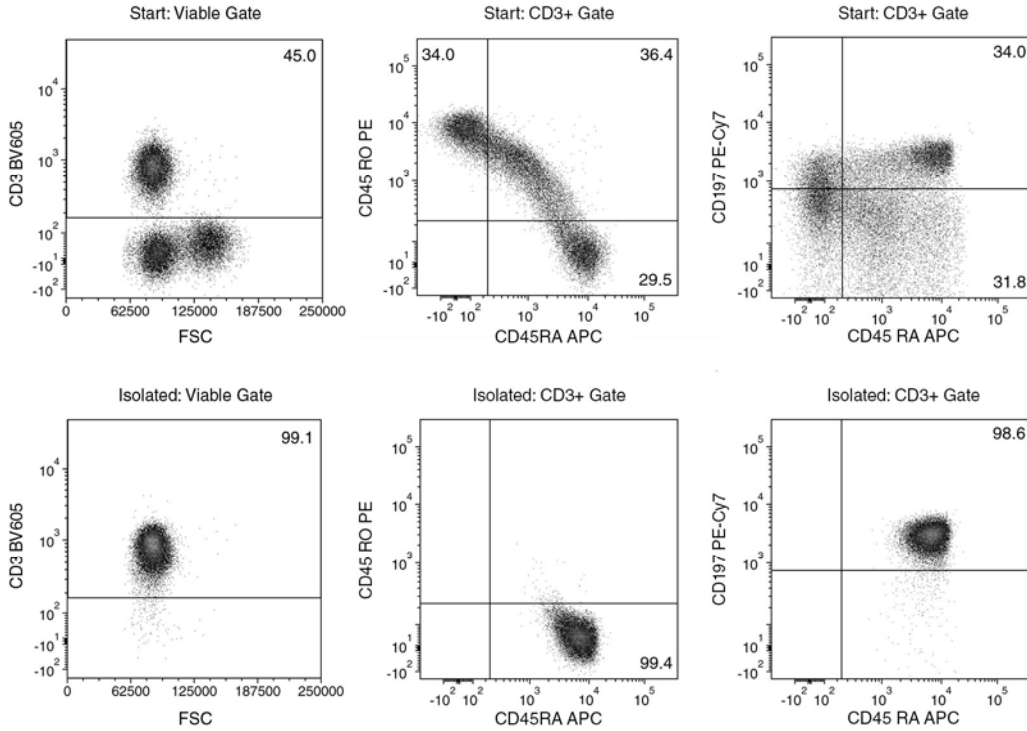 Start: Viable Gate
45.0
10^4
10^3
10^2
-10^1
-10^2
CD3 BV605
0 62500 125000 187500 250000
FSC
Start: CD3+ Gate
34.0 36.4
10^5
10^4
10^3
10^1
-10^2
CD45 RO PE
29.5
-10^2 10^2 10^3 10^4 10^5
CD45RA APC
Start: CD3+ Gate
34.0
10^5
10^4
10^3
10^1
-10^2
CD197 PE-Cy7
31.8
-10^2 10^2 10^3 10^4 10^5
CD45 RA APC
Isolated: Viable Gate
99.1
10^4
10^3
10^2
-10^1
-10^2
CD3 BV605
0 62500 125000 187500 250000
FSC
Isolated: CD3+ Gate
10^5
10^4
10^3
10^1
-10^2
CD45 RO PE
99.4
-10^2 10^2 10^3 10^4 10^5
CD45RA APC
Isolated: CD3+ Gate
98.6
10^5
10^4
10^3
10^1
-10^2
CD197 PE-Cy7
-10^2 10^2 10^3 10^4 10^5
CD45 RA APC